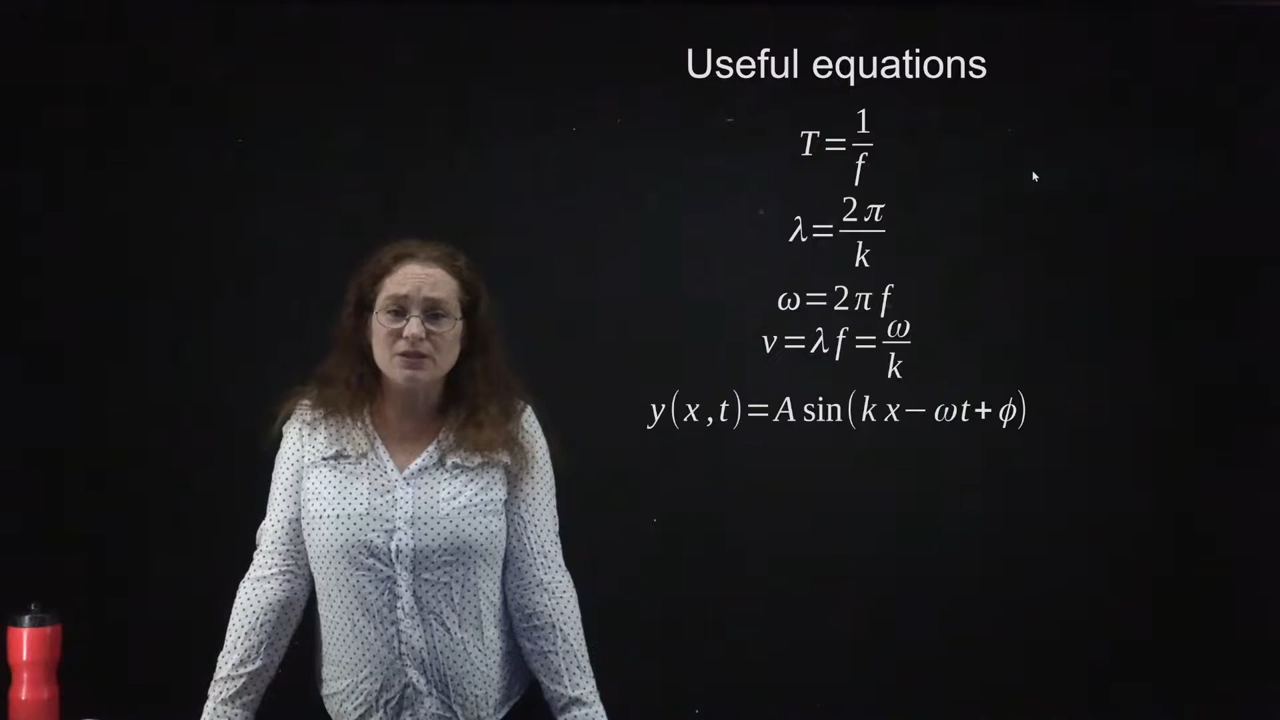 Useful equations
T = 1/f
λ = 2π/k
ω = 2πf
v = λf = ω/k
y(x,t) = A sin(kx − ωt + ϕ)